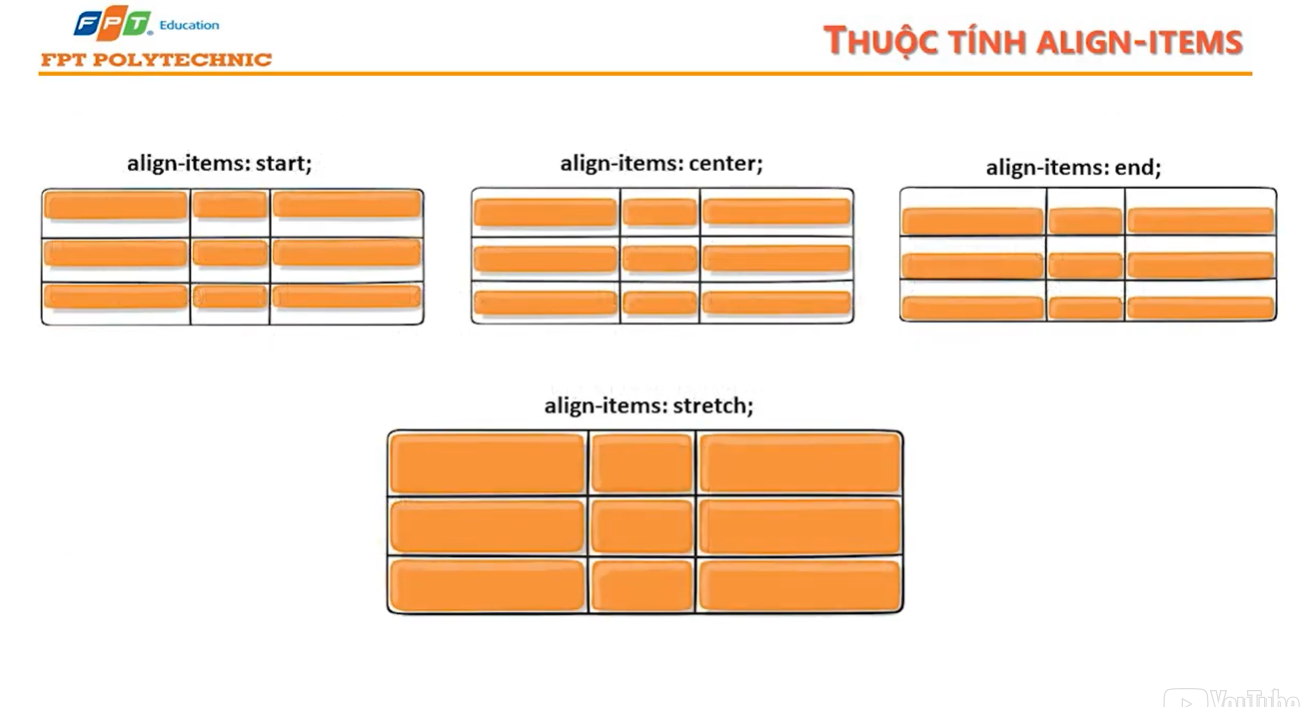 FPT Education
FPT POLYTECHNIC
THUỘC TÍNH ALIGN-ITEMS
align-items: start;
align-items: center;
align-items: end;
align-items: stretch;
YouTube